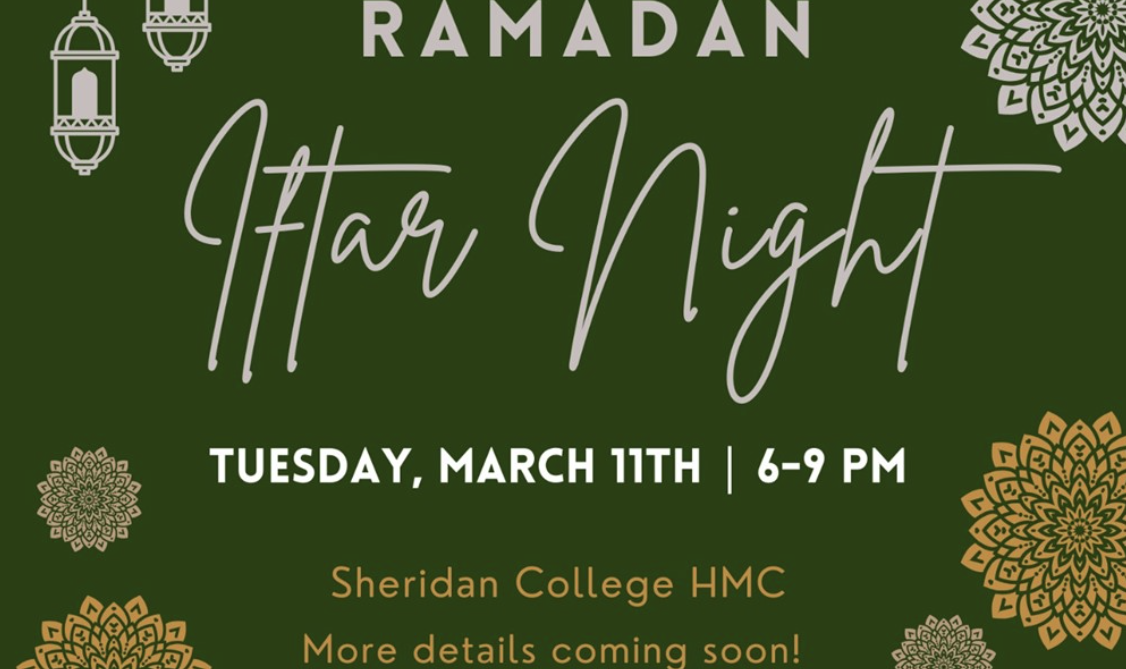 RAMADAN
Iftar Night
TUESDAY, MARCH 11TH | 6-9 PM
Sheridan College HMC
More details coming soon!